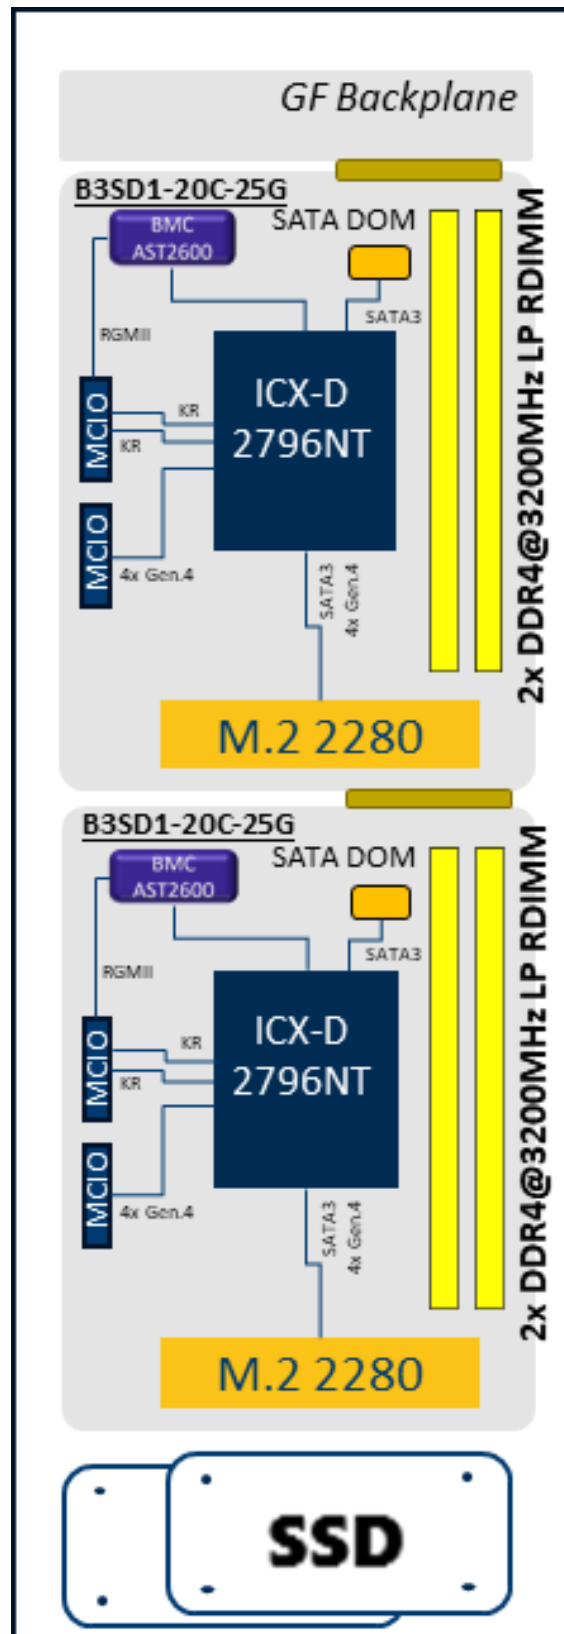 GF Backplane
B3SD1-20C-25G
BMC
AST2600
SATA DOM
SATA3
RGMII
ICX-D
2796NT
MCIO
KR
KR
MCIO
4x Gen.4
SATA3
4x Gen.4
2x DDR4@3200MHz LP RDIMM
M.2 2280
B3SD1-20C-25G
BMC
AST2600
SATA DOM
SATA3
RGMII
ICX-D
2796NT
MCIO
KR
KR
MCIO
4x Gen.4
SATA3
4x Gen.4
2x DDR4@3200MHz LP RDIMM
M.2 2280
SSD